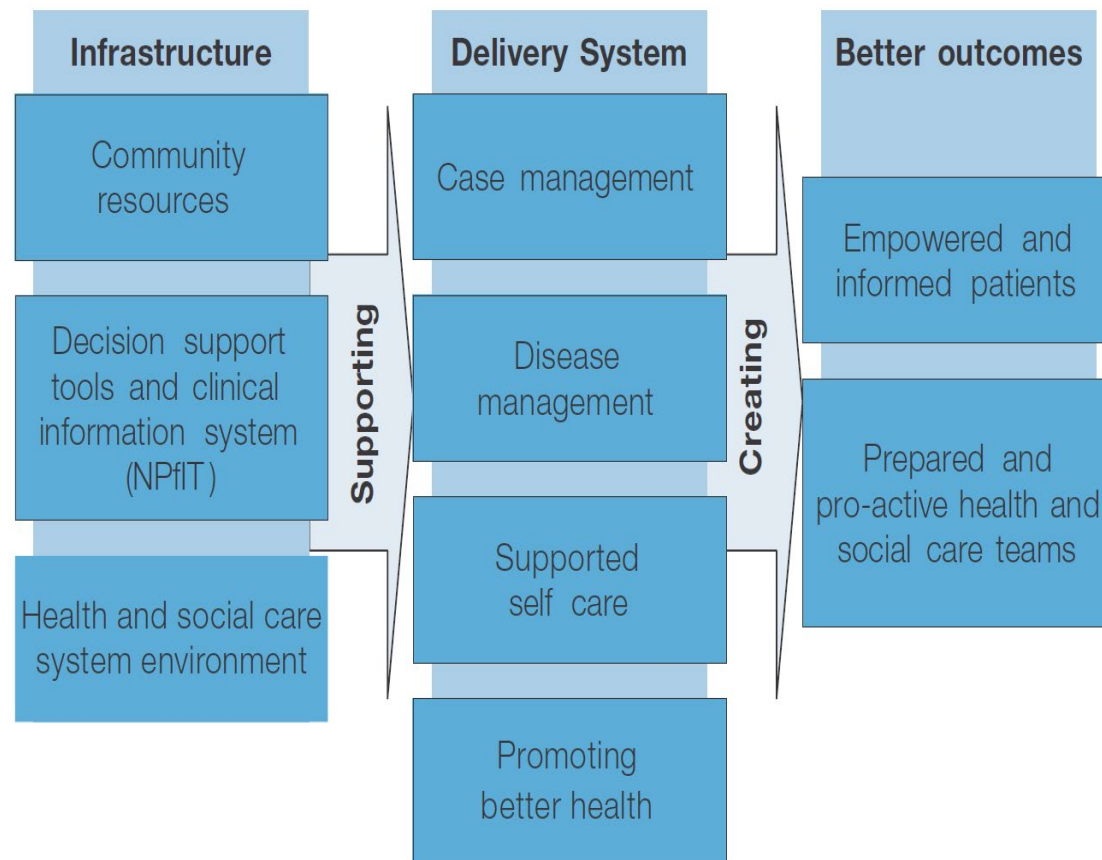 Infrastructure
Community
resources
Decision support
tools and clinical
information system
(NPfIT)
Health and social care
system environment
Supporting
Delivery System
Case management
Disease
management
Supported
self care
Promoting
better health
Creating
Better outcomes
Empowered and
informed patients
Prepared and
pro-active health and
social care teams